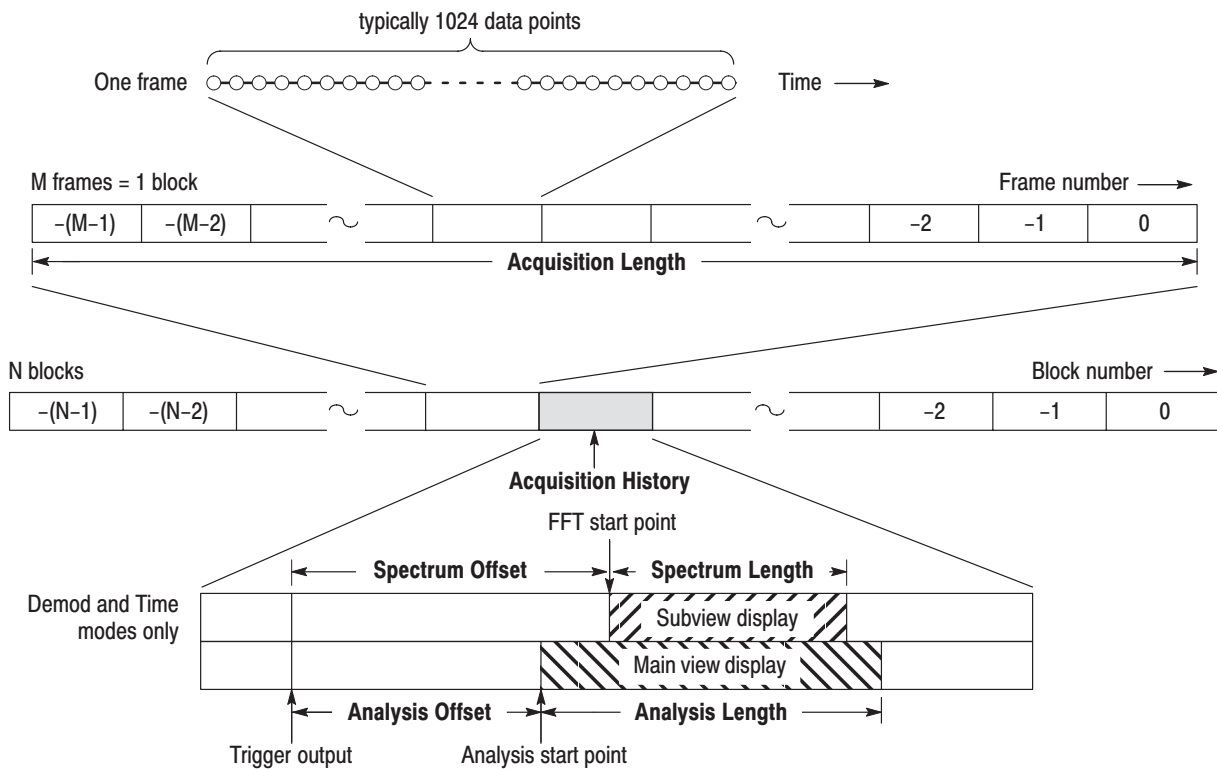 typically 1024 data points
One frame
Time
M frames = 1 block
Frame number
–(M–1) –(M–2) –2 –1 0
Acquisition Length
N blocks
Block number
–(N–1) –(N–2) –2 –1 0
Acquisition History
FFT start point
Spectrum Offset Spectrum Length
Demod and Time
modes only
Subview display
Main view display
Analysis Offset Analysis Length
Trigger output Analysis start point